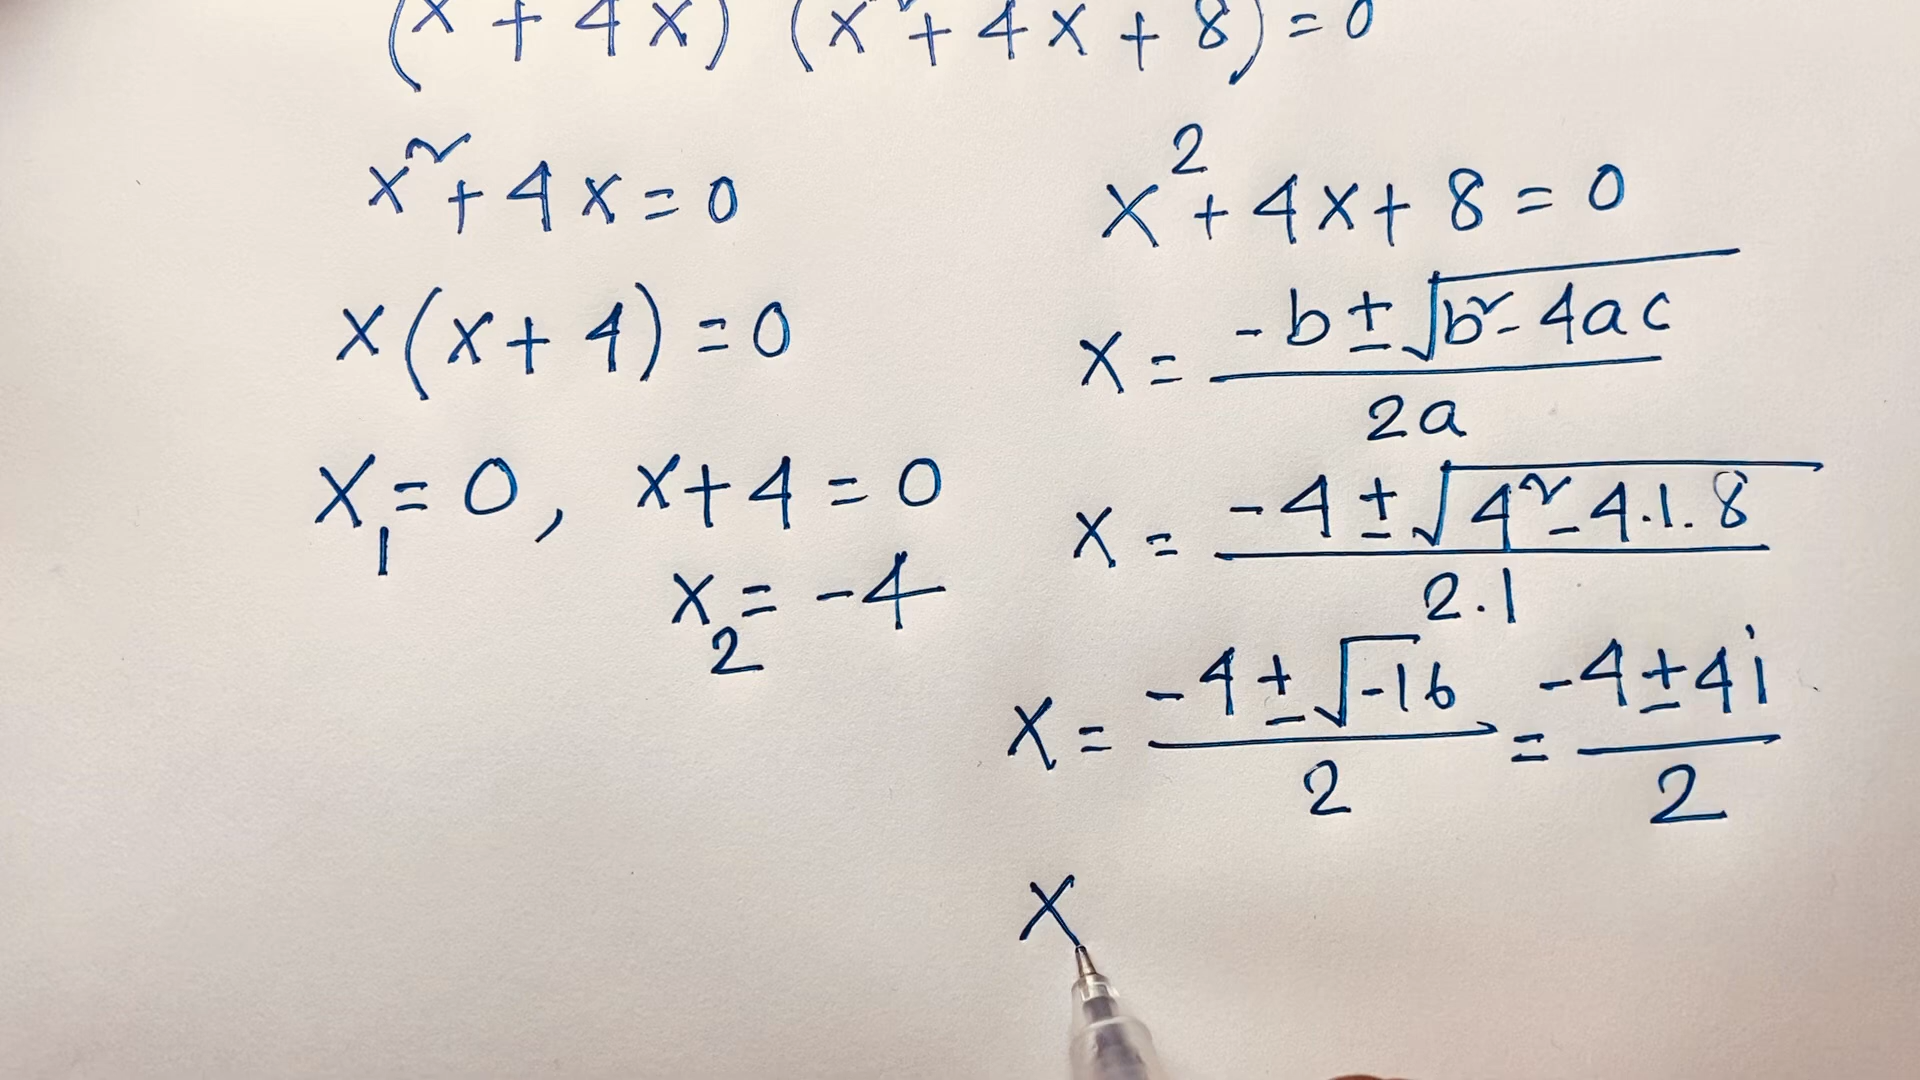 (x + 4x) (x² + 4x + 8) = 0
x² + 4x = 0
x(x + 4) = 0
x₁ = 0, x + 4 = 0
x₂ = -4
x² + 4x + 8 = 0
x = (-b ± √(b² - 4ac)) / 2a
x = (-4 ± √(4² - 4.1.8)) / 2.1
x = (-4 ± √-16) / 2 = (-4 ± 4i) / 2
x